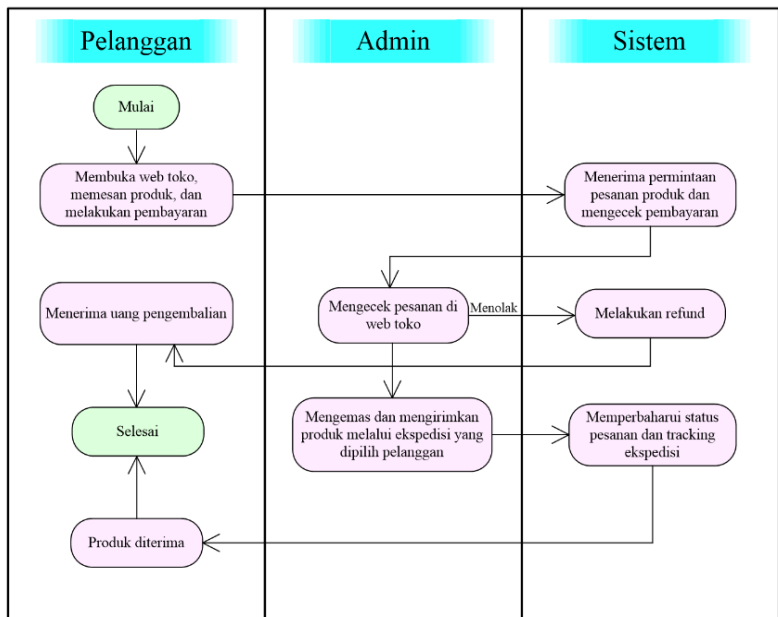 Pelanggan
Admin
Sistem
Mulai
Membuka web toko,
memesan produk, dan
melakukan pembayaran
Menerima permintaan
pesanan produk dan
mengecek pembayaran
Menerima uang pengembalian
Mengecek pesanan di
web toko
Menolak
Melakukan refund
Selesai
Mengemas dan mengirimkan
produk melalui ekspedisi yang
dipilih pelanggan
Memperbaharui status
pesanan dan tracking
ekspedisi
Produk diterima